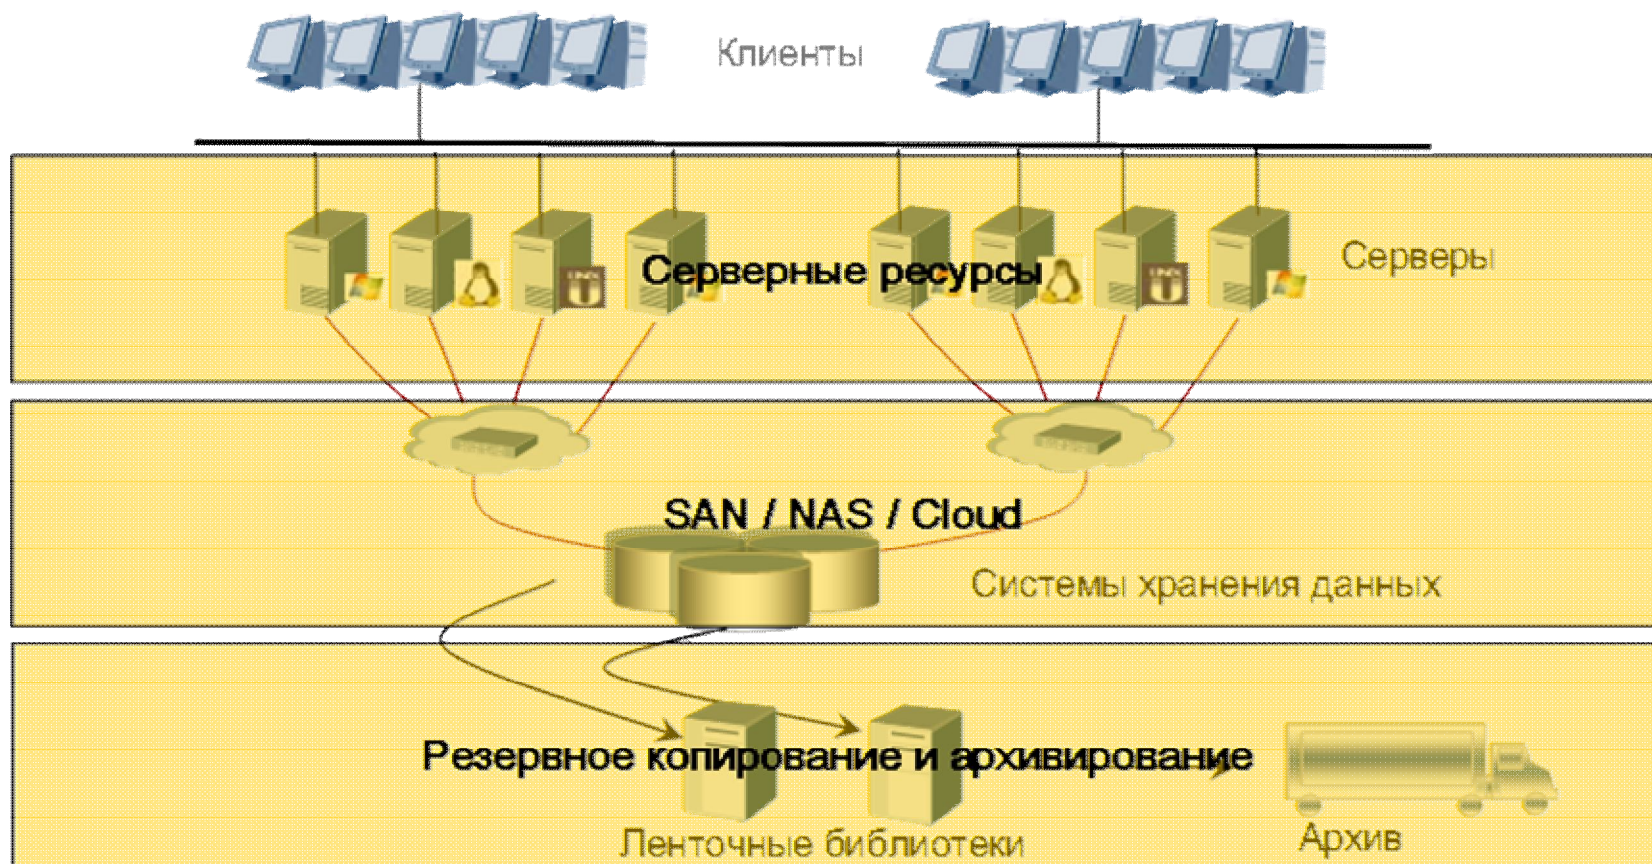 Клиенты
Серверы
Серверные ресурсы
SAN / NAS / Cloud
Системы хранения данных
Резервное копирование и архивирование
Ленточные библиотеки
Архив